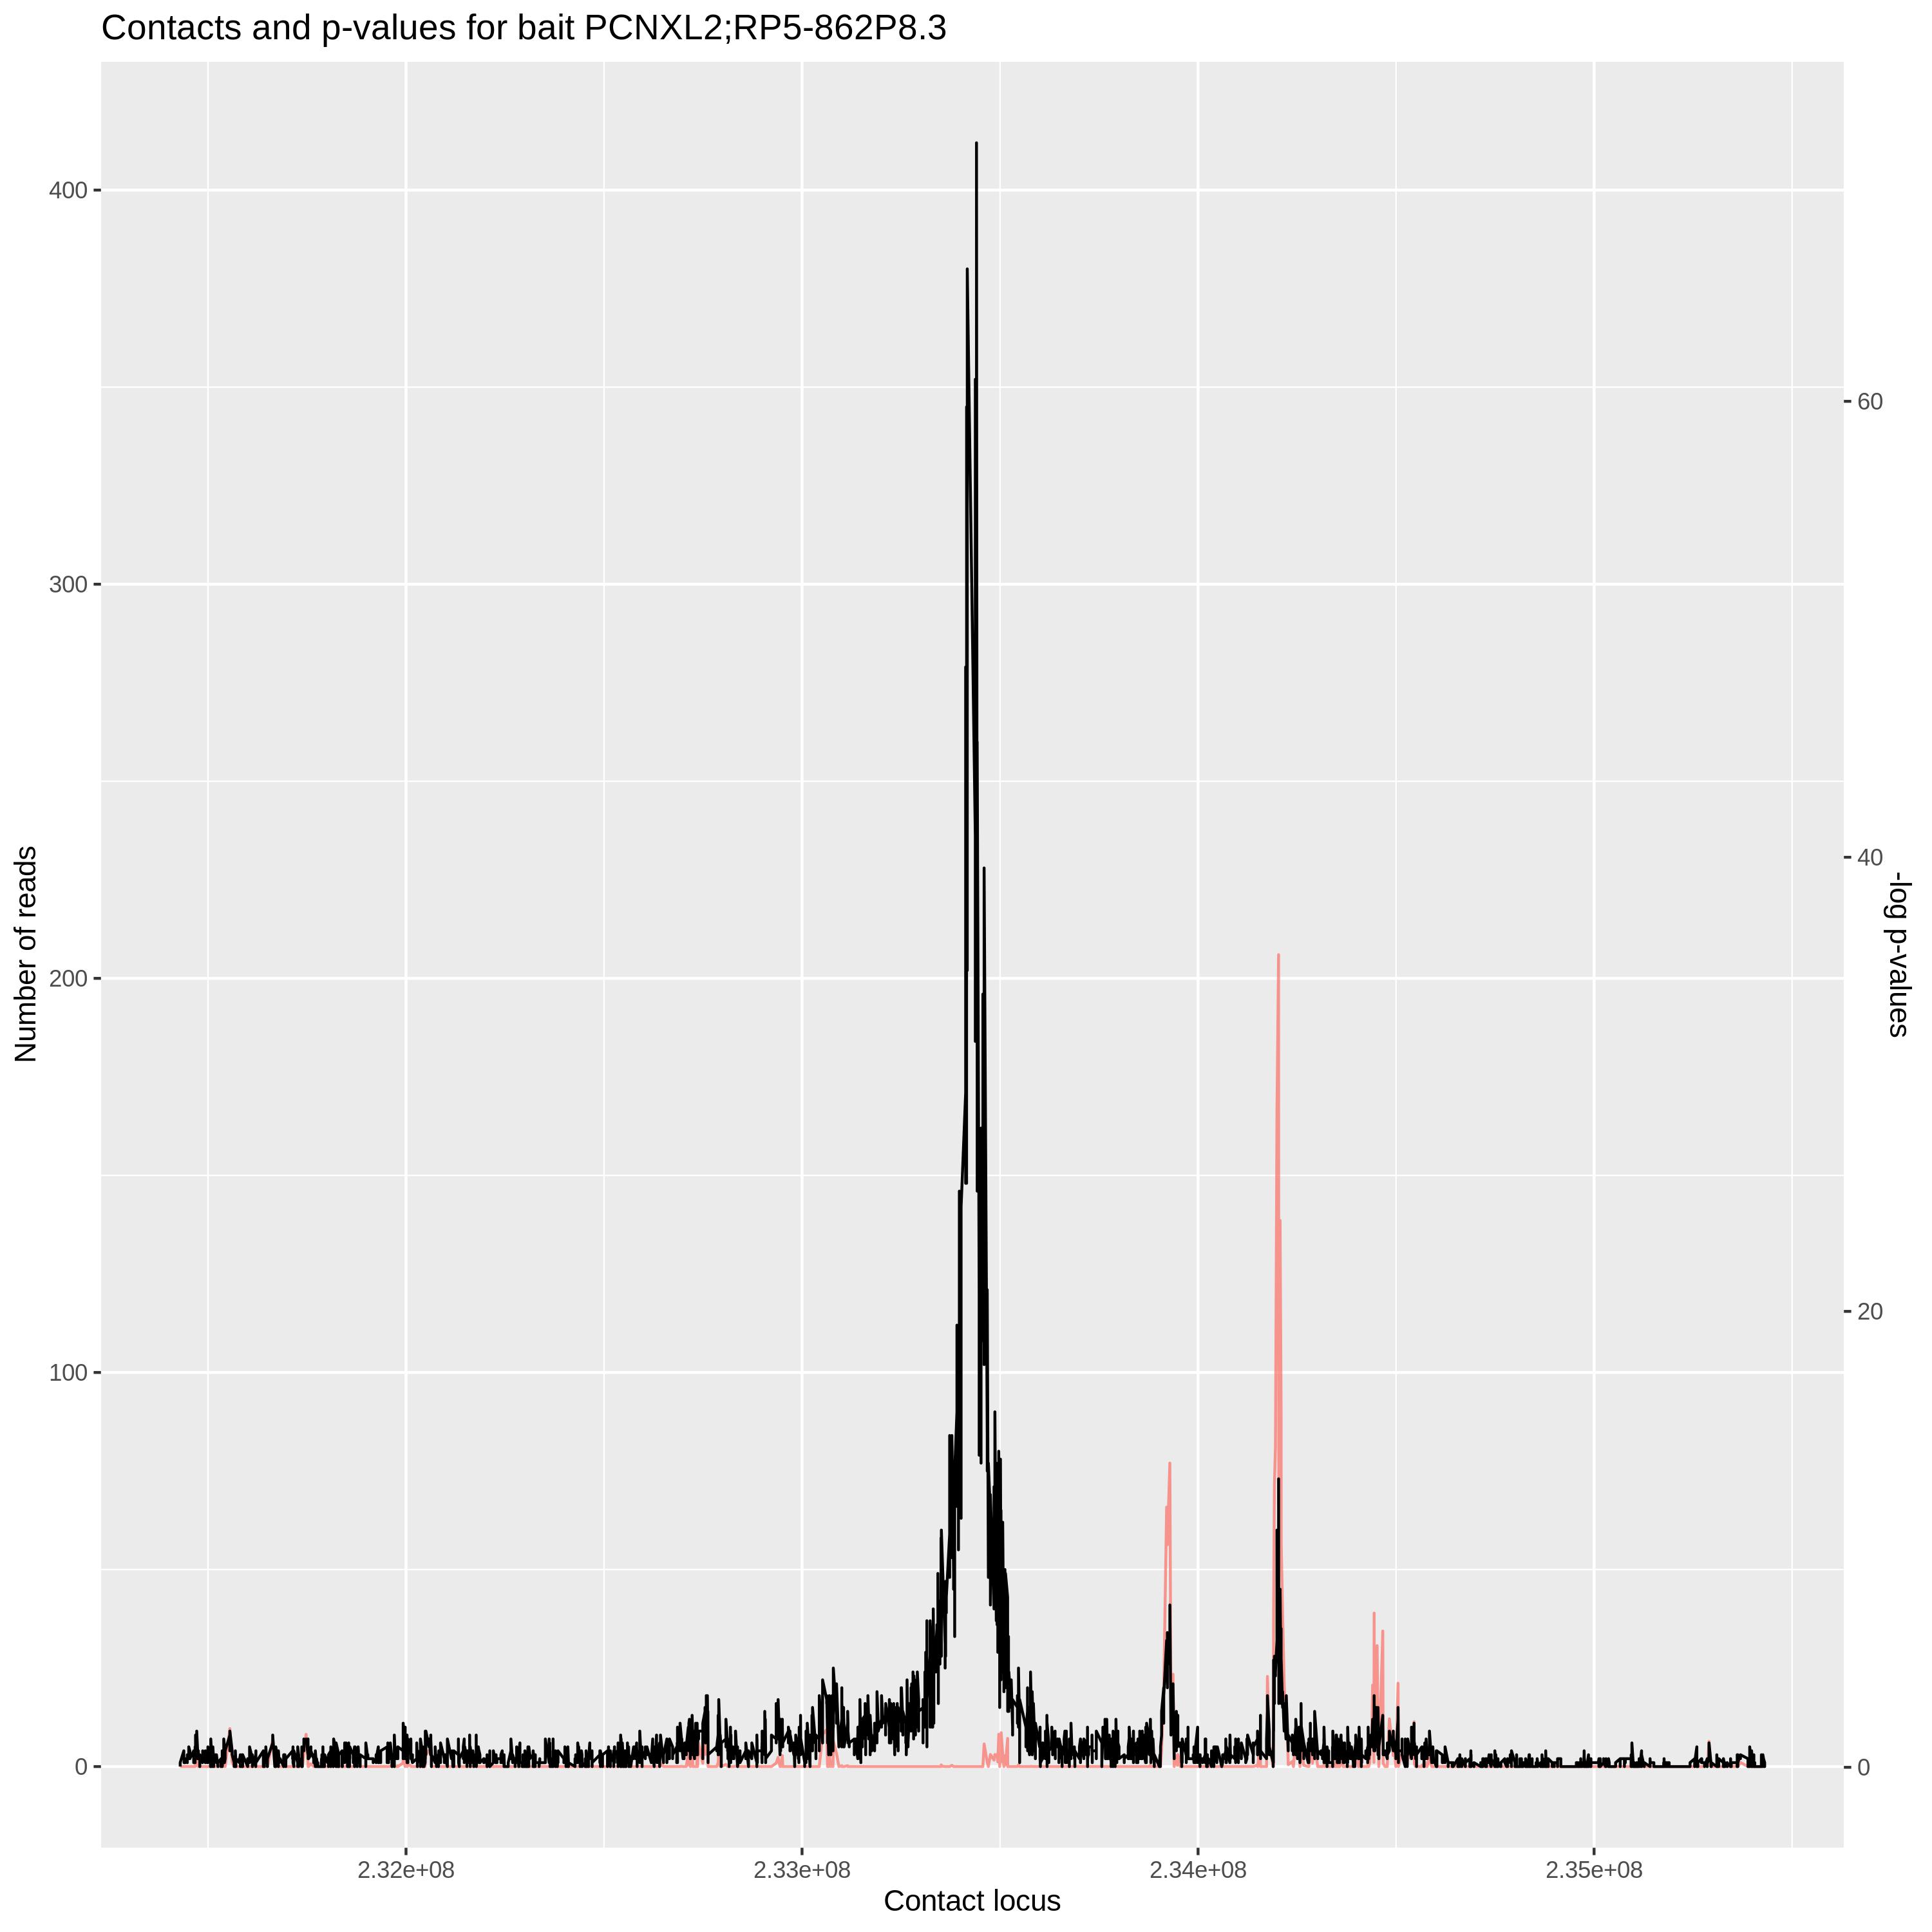 Contacts and p-values for bait PCNXL2;RP5-862P8.3
400
300
200
100
0
Number of reads
60
40
20
0
-log p-values
2.32e+08
2.33e+08
2.34e+08
2.35e+08
Contact locus